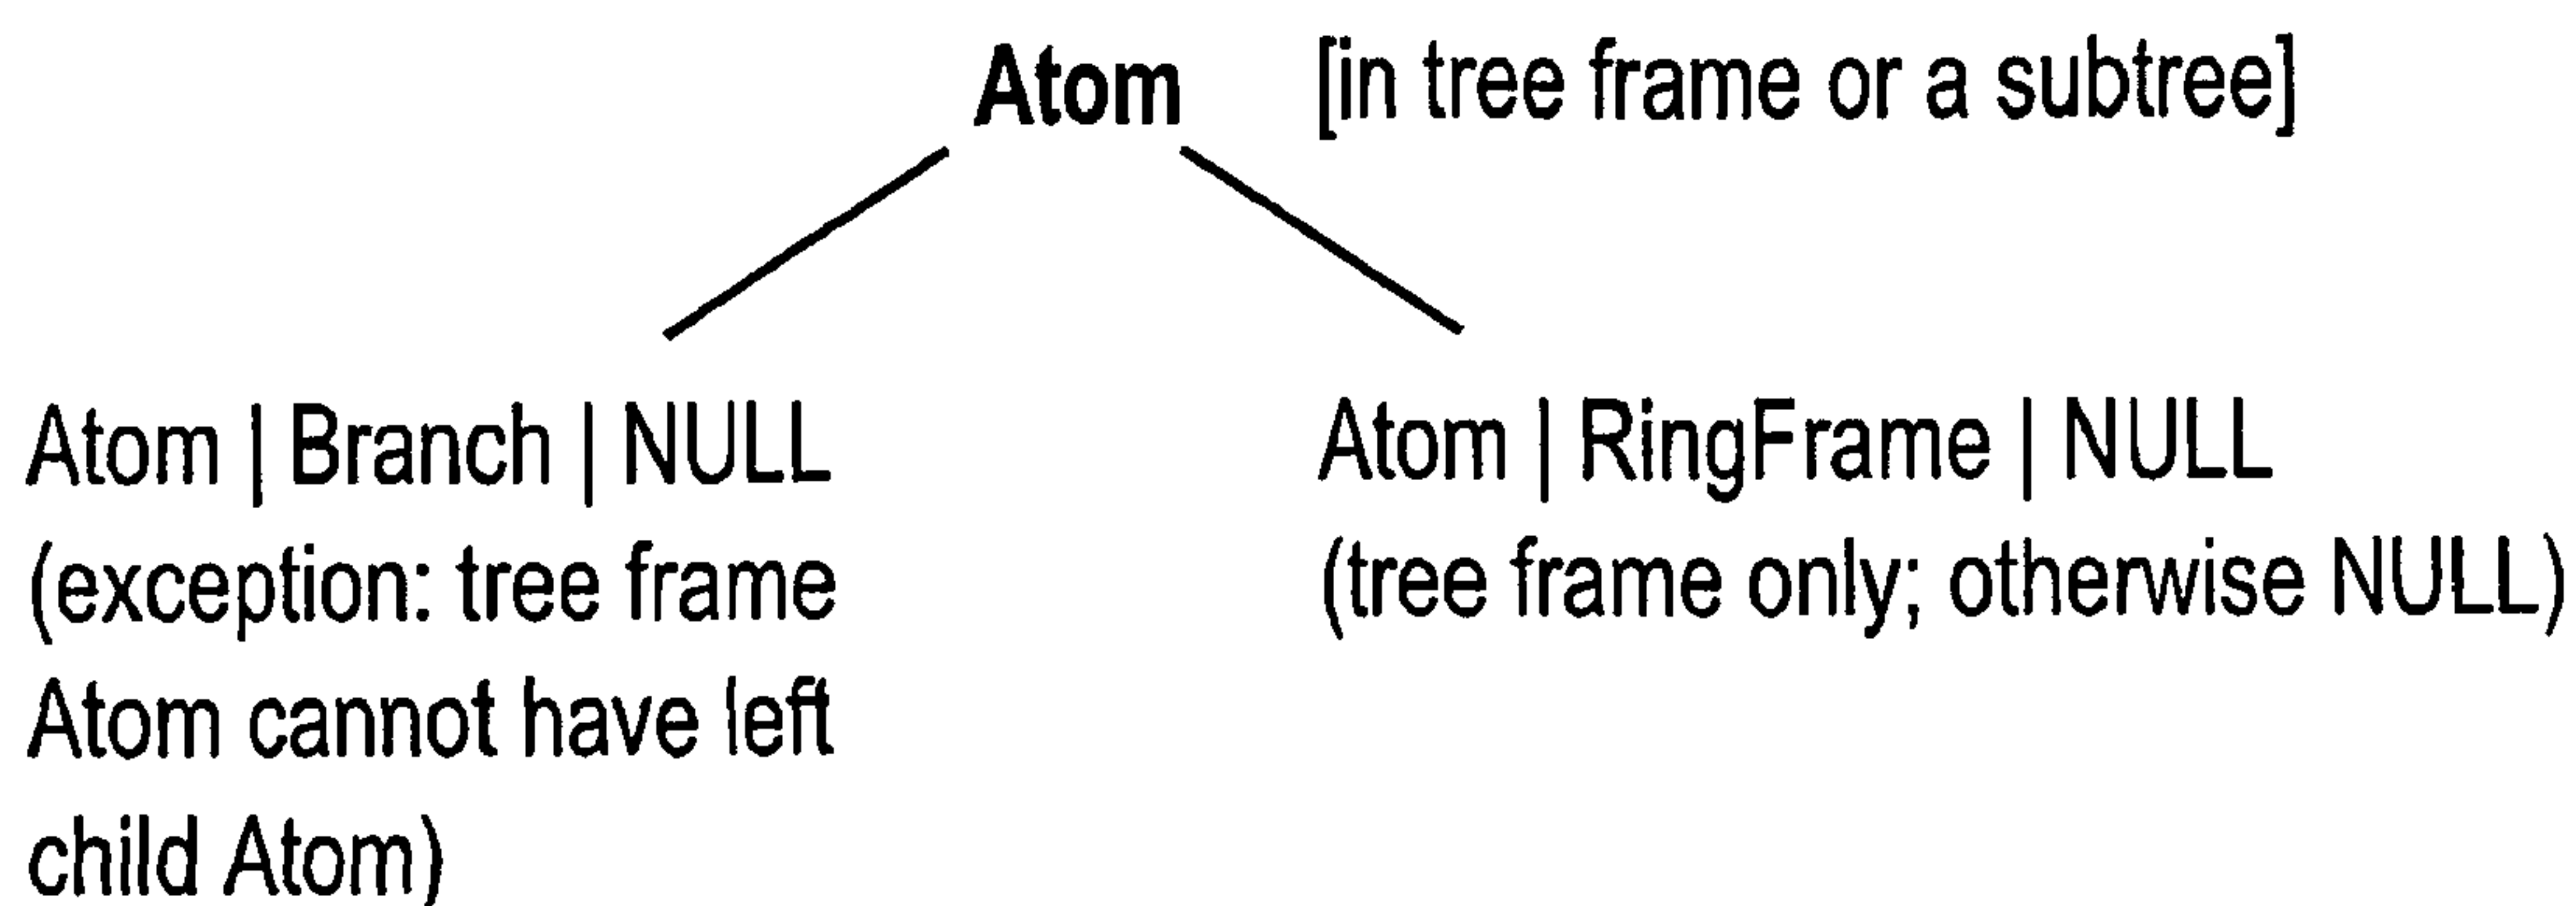 Atom [in tree frame or a subtree]
Atom | Branch | NULL
(exception: tree frame
Atom cannot have left
child Atom)
Atom | RingFrame | NULL
(tree frame only; otherwise NULL)